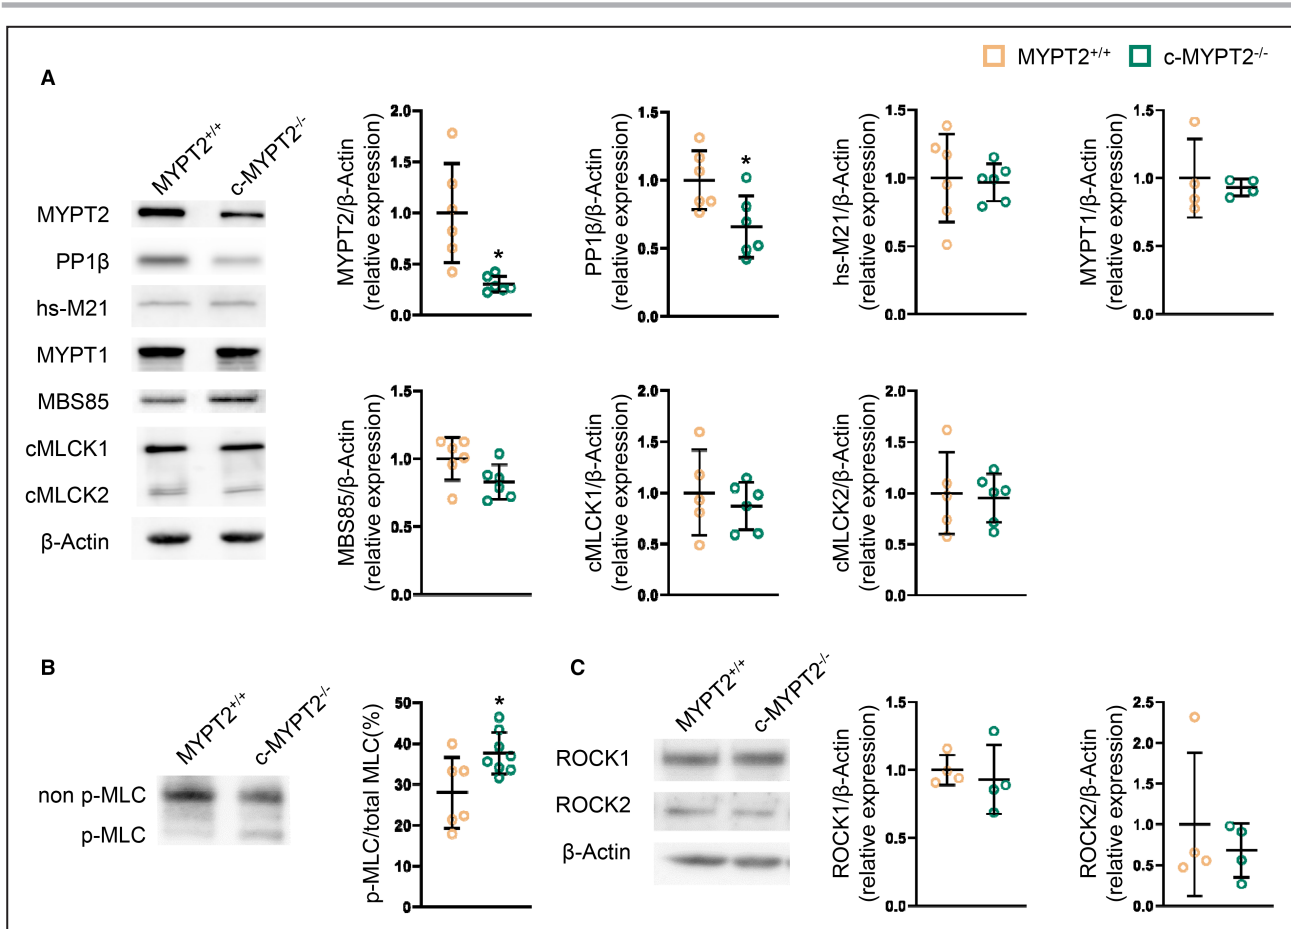 MYPT2+/+ c-MYPT2-/-
A
MYPT2+/+
c-MYPT2-/-
MYPT2
PP1β
hs-M21
MYPT1
MBS85
cMLCK1
cMLCK2
β-Actin
MYPT2/β-Actin
(relative expression)
2.0
1.5
1.0
0.5
0.0
*
PP1β/β-Actin
(relative expression)
1.5
1.0
0.5
0.0
*
hs-M21/β-Actin
(relative expression)
1.5
1.0
0.5
0.0
MYPT1/β-Actin
(relative expression)
1.5
1.0
0.5
0.0
MBS85/β-Actin
(relative expression)
1.5
1.0
0.5
0.0
cMLCK1/β-Actin
(relative expression)
2.0
1.5
1.0
0.5
0.0
cMLCK2/β-Actin
(relative expression)
2.0
1.5
1.0
0.5
0.0
B
MYPT2+/+
c-MYPT2-/-
non p-MLC
p-MLC
p-MLC/total MLC(%)
50
40
30
20
10
0
*
C
MYPT2+/+
c-MYPT2-/-
ROCK1
ROCK2
β-Actin
ROCK1/β-Actin
(relative expression)
1.5
1.0
0.5
0.0
ROCK2/β-Actin
(relative expression)
2.5
2.0
1.5
1.0
0.5
0.0